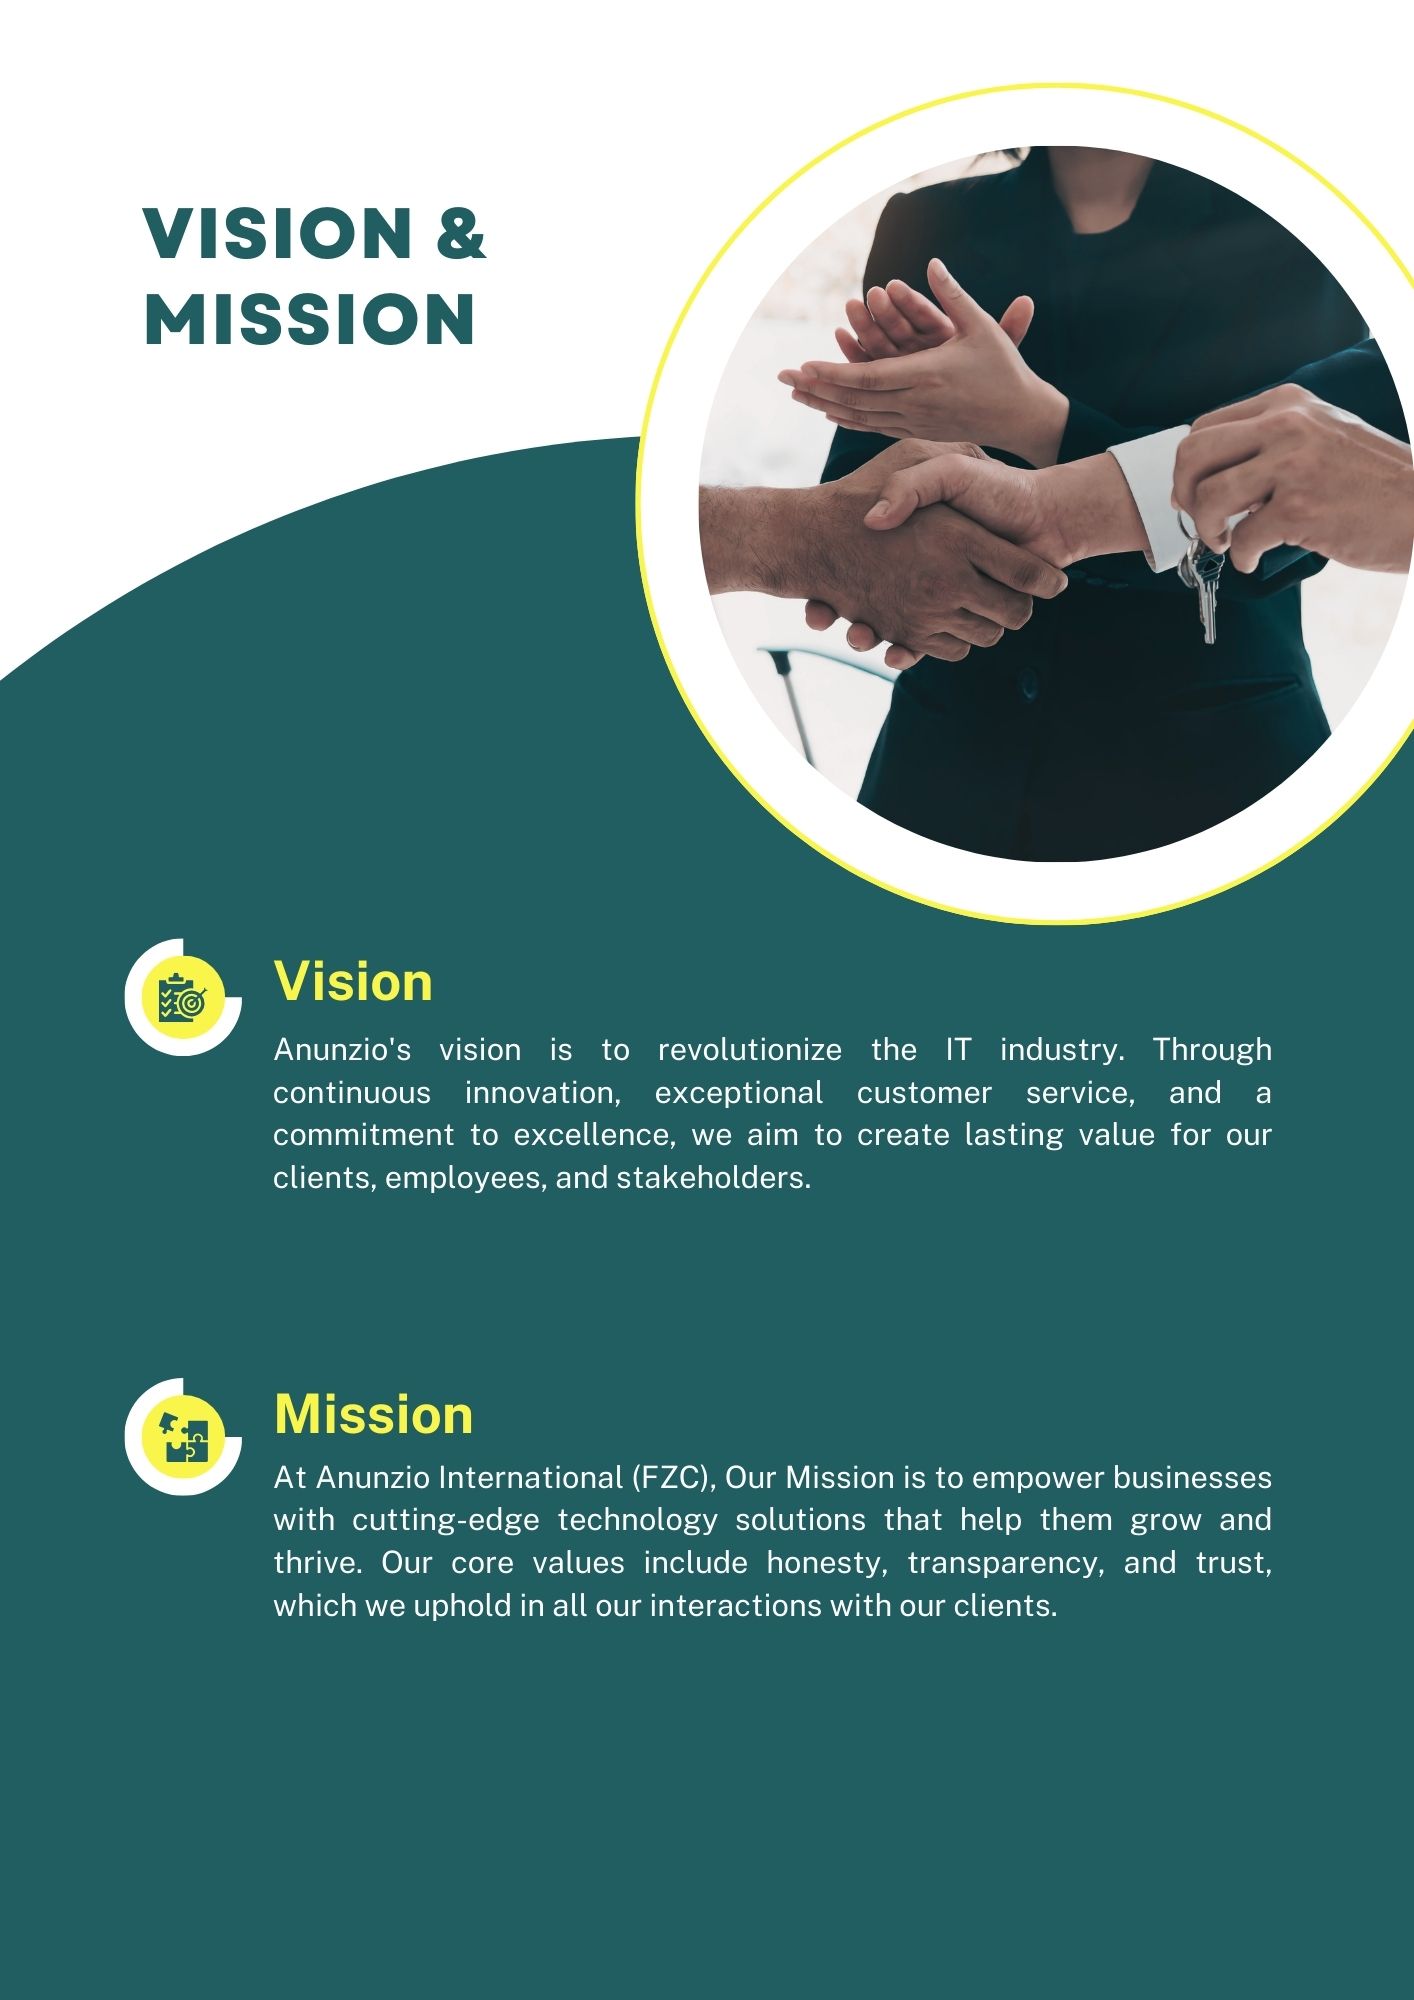 VISION &
MISSION
Vision
Anunzio's vision is to revolutionize the IT industry. Through
continuous innovation, exceptional customer service, and a
commitment to excellence, we aim to create lasting value for our
clients, employees, and stakeholders.
Mission
At Anunzio International (FZC), Our Mission is to empower businesses
with cutting-edge technology solutions that help them grow and
thrive. Our core values include honesty, transparency, and trust,
which we uphold in all our interactions with our clients.